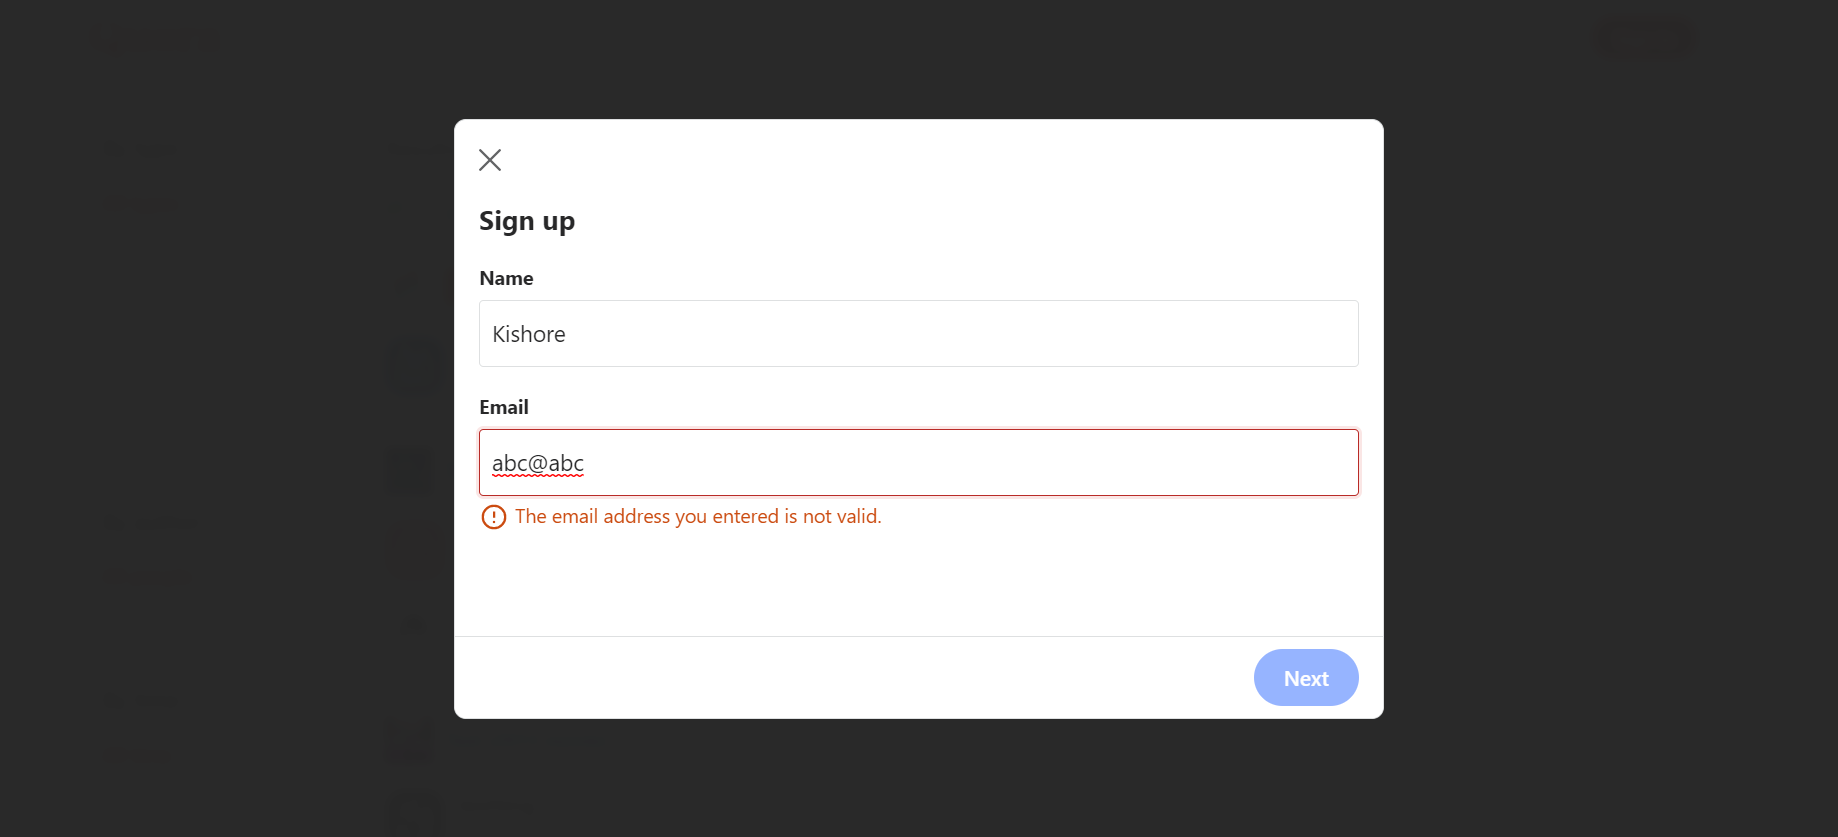 Sign up
Name
Kishore
Email
abc@abc
The email address you entered is not valid.
Next